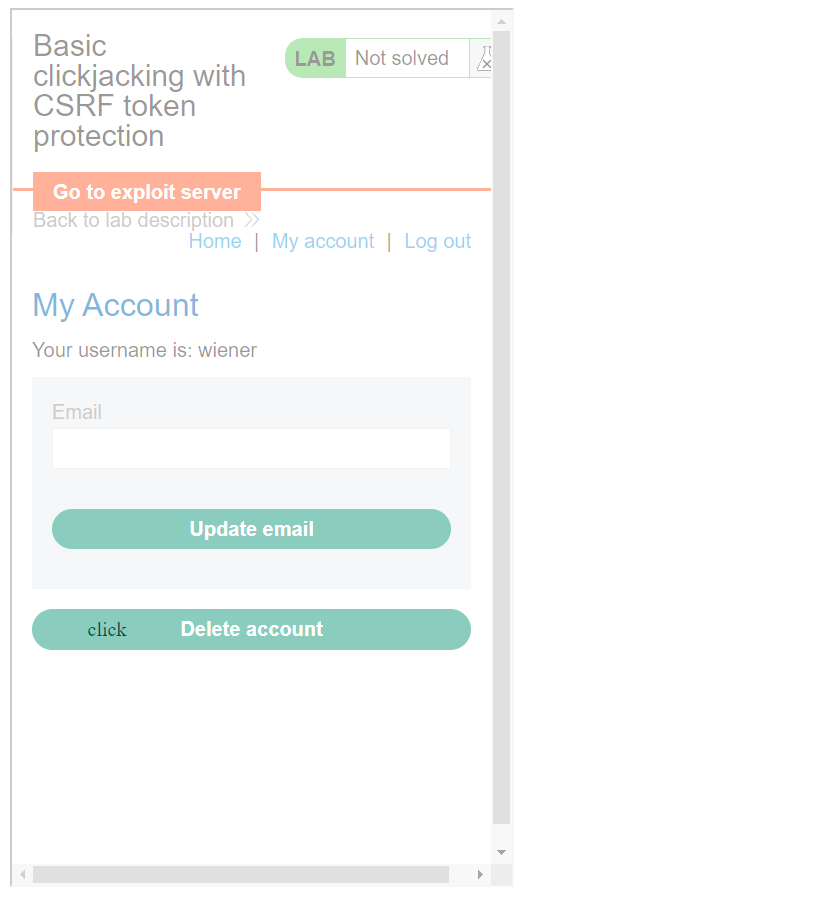 Basic
clickjacking with
CSRF token
protection
LAB Not solved
Go to exploit server
Back to lab description
Home | My account | Log out
My Account
Your username is: wiener
Email
Update email
click Delete account